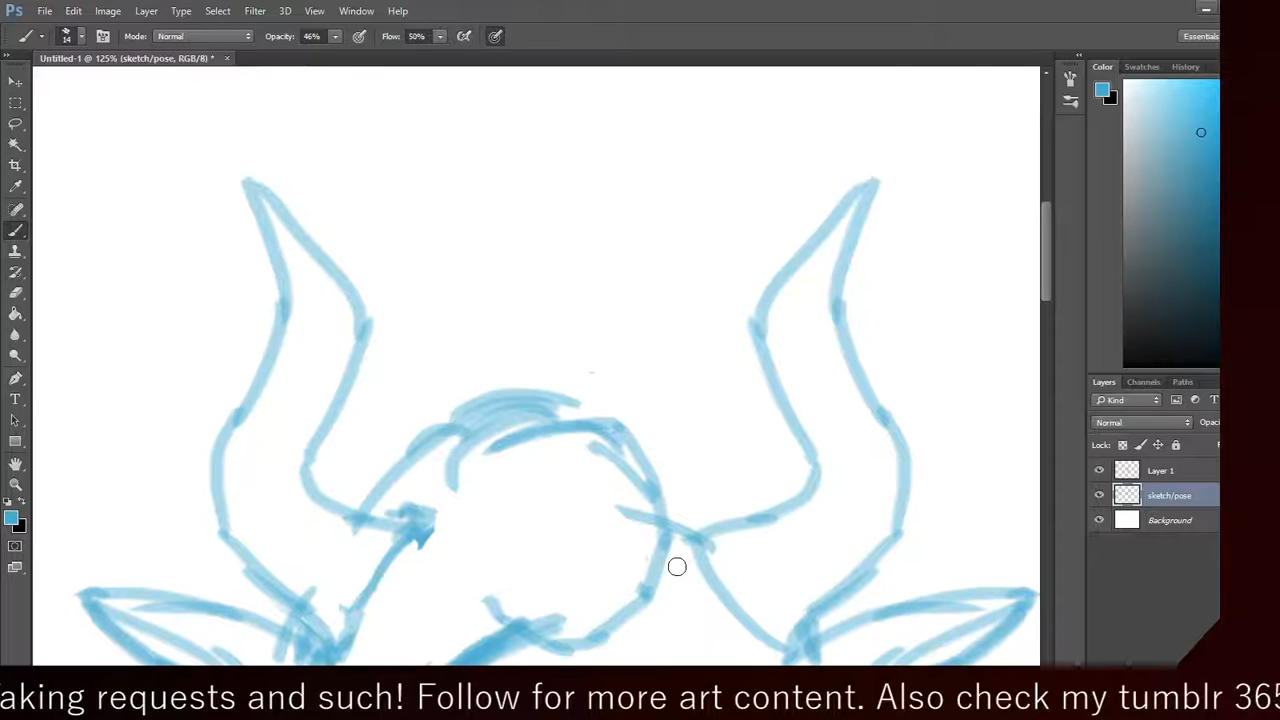 Ps File Edit Image Layer Type Select Filter 3D View Window Help
14 Mode: Normal Opacity: 46% Flow: 50% Essentials
Untitled-1 @ 125% (sketch/pose, RGB/8) * ×
Color Swatches History
Layers Channels Paths
Kind
Normal
Lock:
Layer 1
sketch/pose
Background
Taking requests and such! Follow for more art content. Also check my tumblr 365